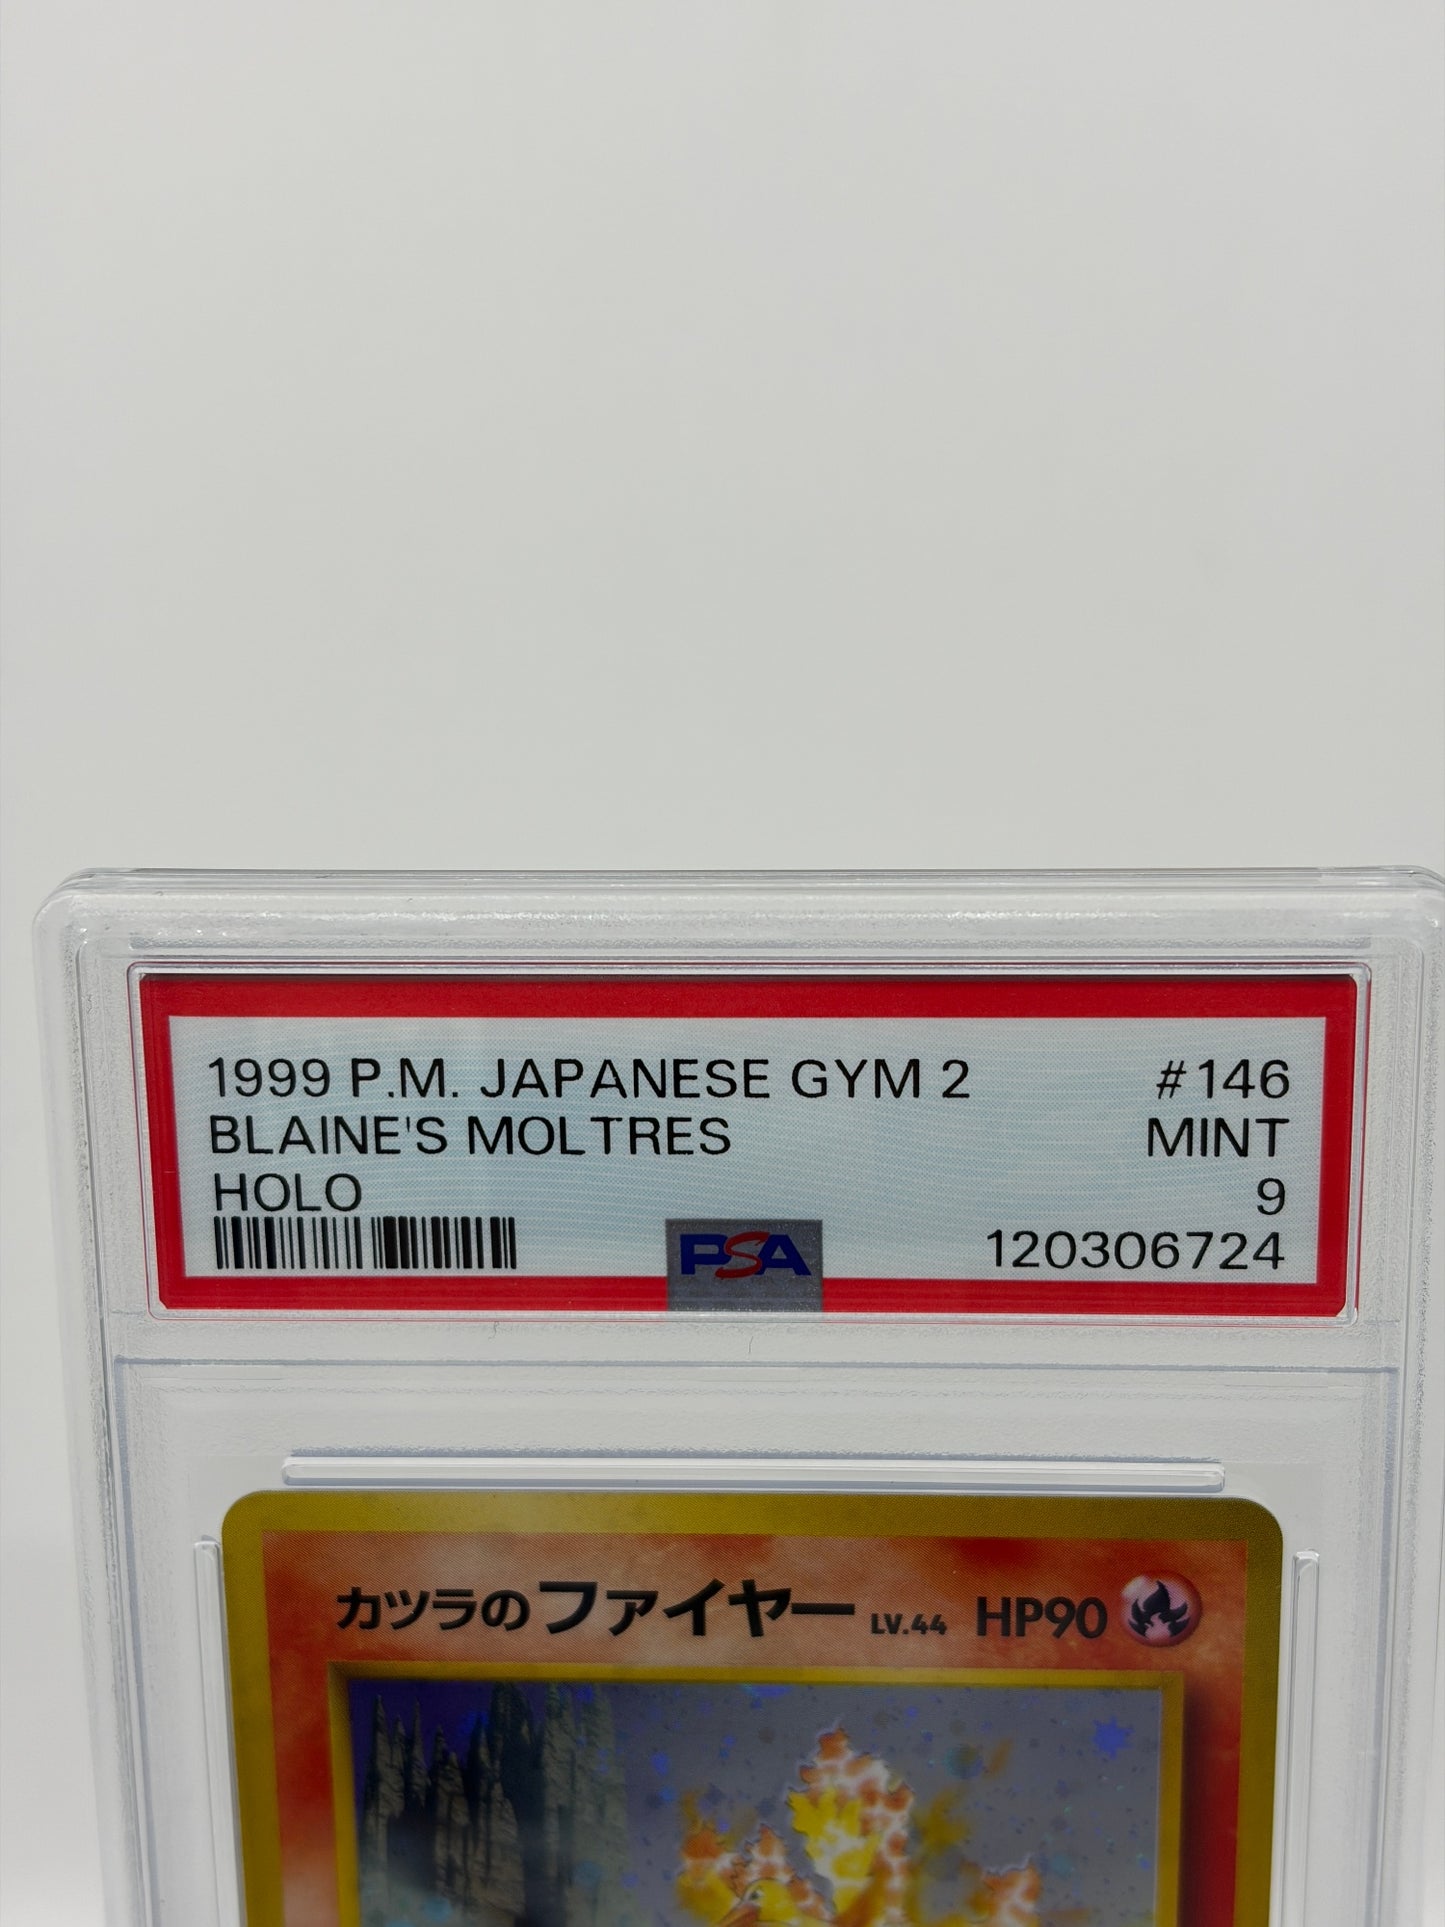 1999 P.M. JAPANESE GYM 2 #146
BLAINE'S MOLTRES MINT
HOLO 9
PSA 120306724
カツラのファイヤー LV.44 HP90